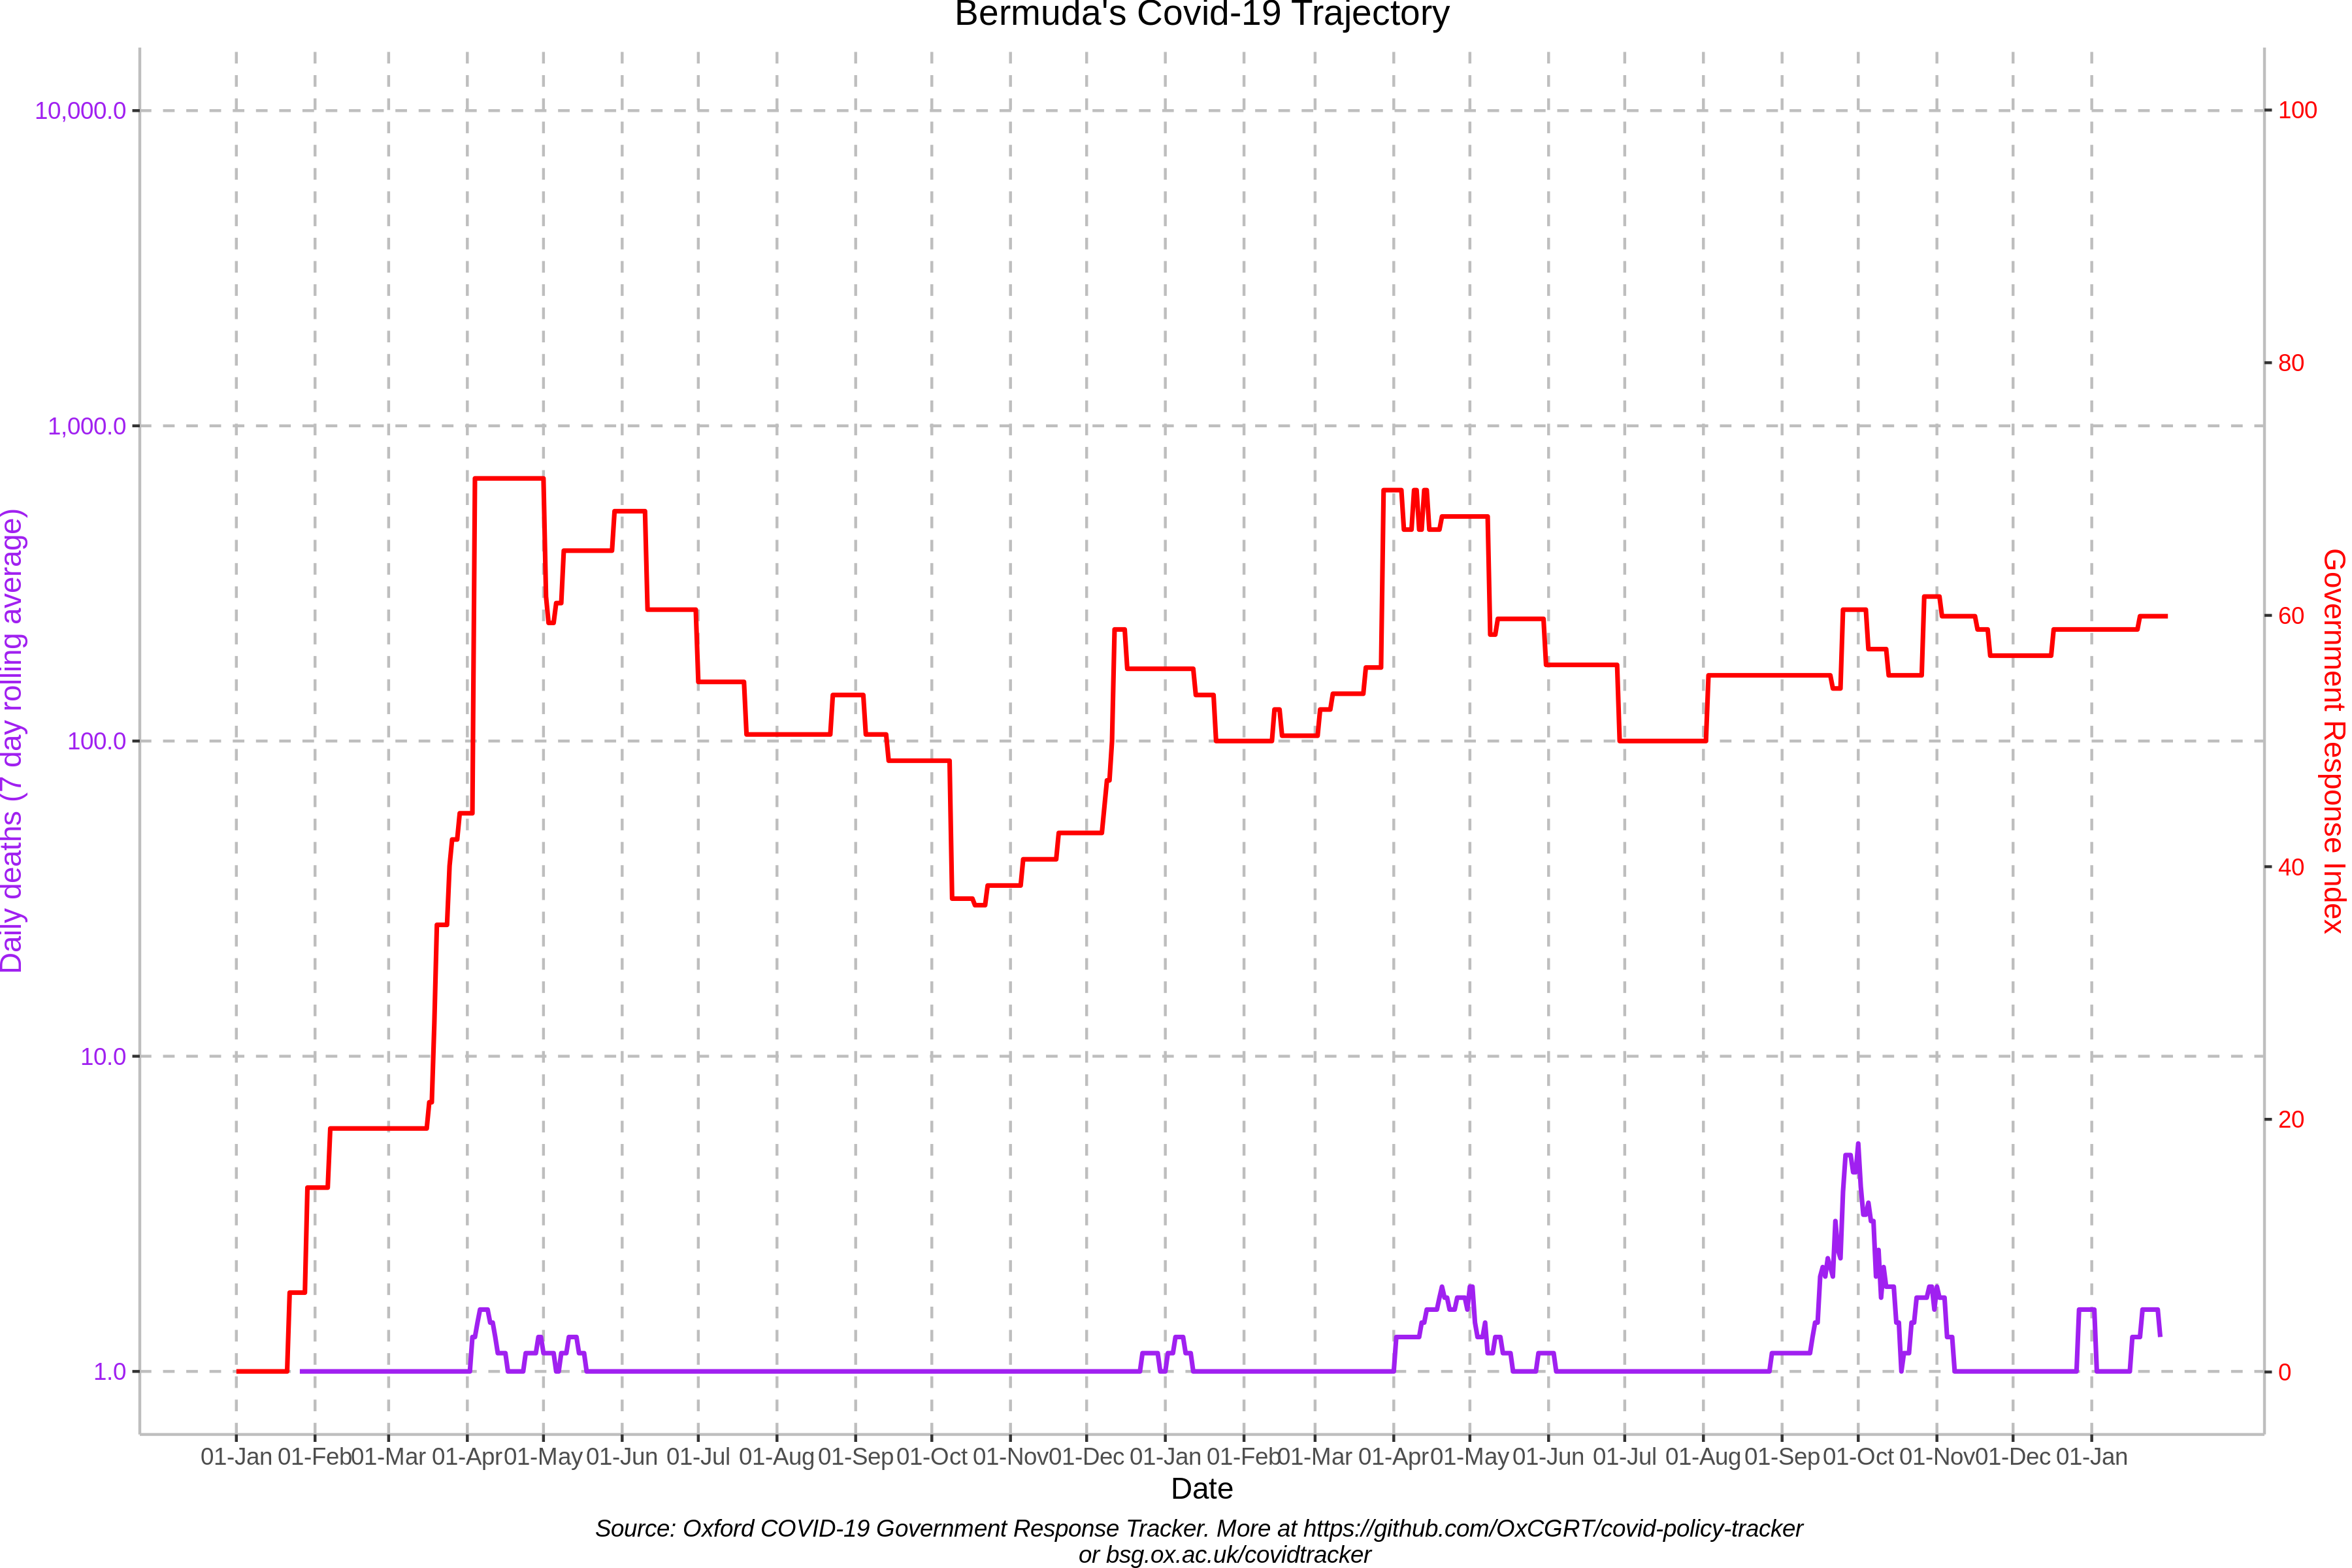 Bermuda's Covid-19 Trajectory
10,000.0
1,000.0
100.0
10.0
1.0
Daily deaths (7 day rolling average)
100
80
60
40
20
0
Government Response Index
01-Jan 01-Feb 01-Mar 01-Apr 01-May 01-Jun 01-Jul 01-Aug 01-Sep 01-Oct 01-Nov 01-Dec 01-Jan 01-Feb 01-Mar 01-Apr 01-May 01-Jun 01-Jul 01-Aug 01-Sep 01-Oct 01-Nov 01-Dec 01-Jan
Date
Source: Oxford COVID-19 Government Response Tracker. More at https://github.com/OxCGRT/covid-policy-tracker
or bsg.ox.ac.uk/covidtracker